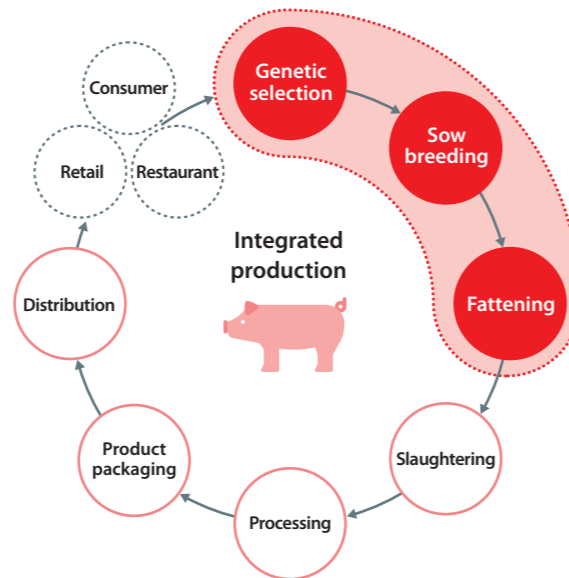 Genetic
selection
Sow
breeding
Fattening
Slaughtering
Processing
Product
packaging
Distribution
Retail
Restaurant
Consumer
Integrated
production